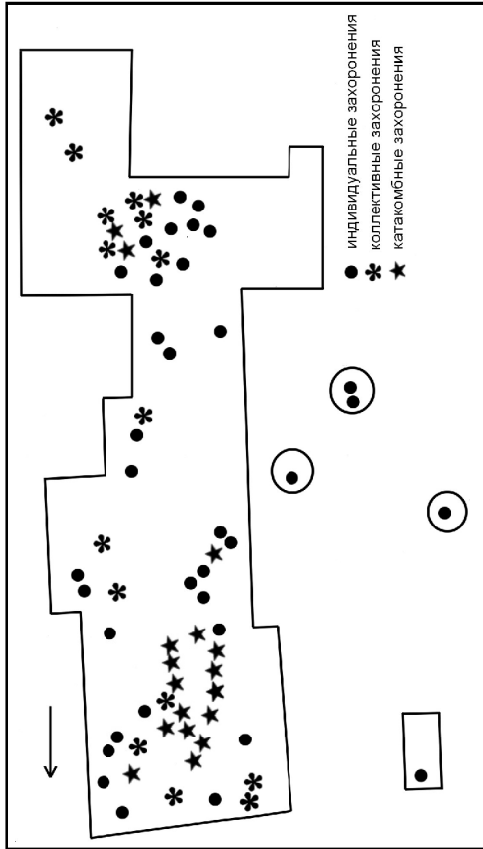 индивидуальные захоронения
коллективные захоронения
катакомбные захоронения